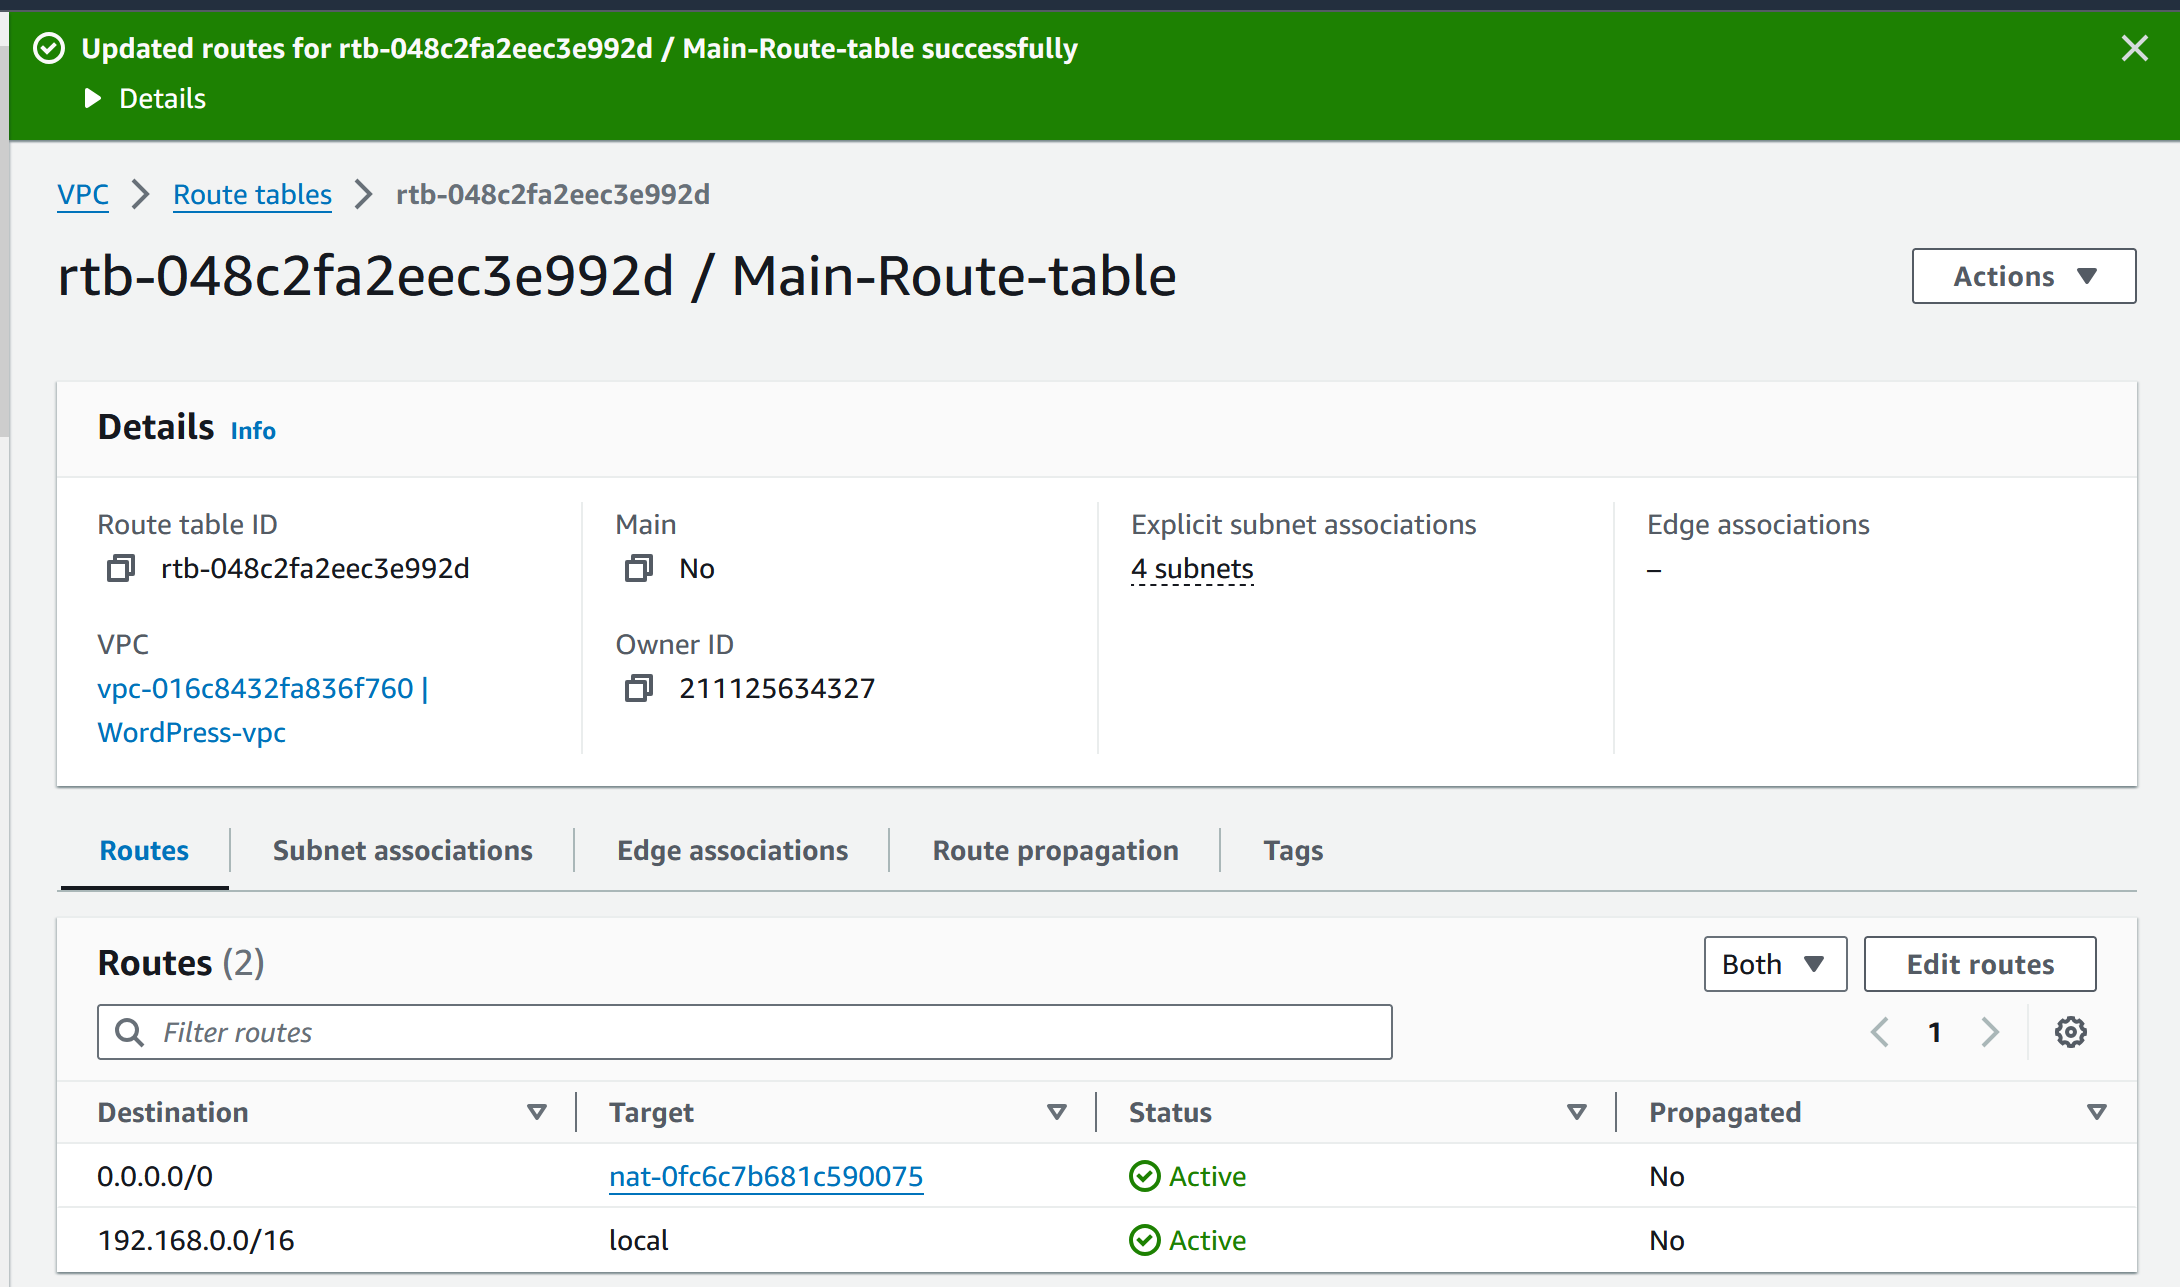 Updated routes for rtb-048c2fa2eec3e992d / Main-Route-table successfully
Details
VPC > Route tables > rtb-048c2fa2eec3e992d
rtb-048c2fa2eec3e992d / Main-Route-table
Actions
Details Info
Route table ID Main Explicit subnet associations Edge associations
rtb-048c2fa2eec3e992d No 4 subnets –
VPC Owner ID
vpc-016c8432fa836f760 | 211125634327
WordPress-vpc
Routes Subnet associations Edge associations Route propagation Tags
Routes (2) Both Edit routes
Filter routes 1
Destination Target Status Propagated
0.0.0.0/0 nat-0fc6c7b681c590075 Active No
192.168.0.0/16 local Active No